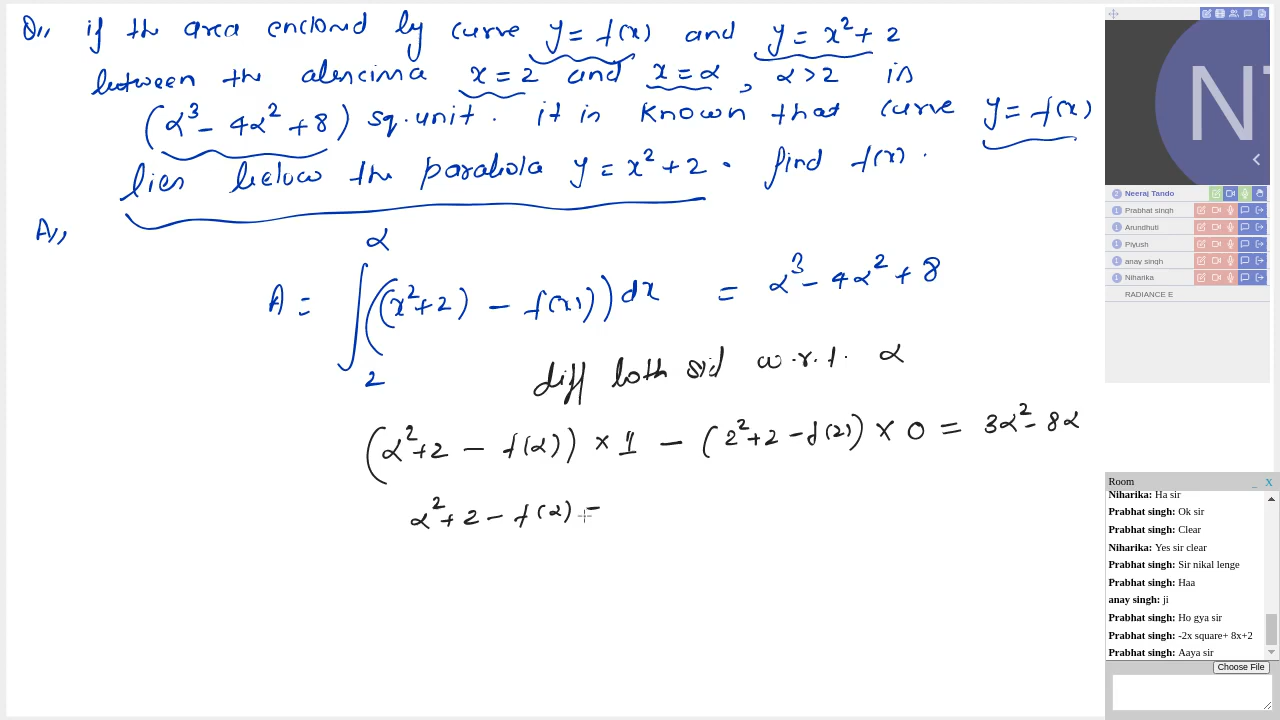 Q,, if the area enclosed by curve y = f(x) and y = x² + 2
between the abscissa x = 2 and x = α, α > 2 is
(α³ - 4α² + 8) sq. unit. it is known that curve y = f(x)
lies below the parabola y = x² + 2. find f(x).
A,,
A = ∫₂^α ((x²+2) - f(x)) dx = α³ - 4α² + 8
diff both sid w.r.t. α
(α²+2 - f(α)) × 1 - (2²+2 - f(2)) × 0 = 3α² - 8α
α² + 2 - f(α) =
N
Neeraj Tando
Prabhat singh
Arundhuti
Piyush
anay singh
Niharika
RADIANCE E
Room _ X
Niharika: Ha sir
Prabhat singh: Ok sir
Prabhat singh: Clear
Niharika: Yes sir clear
Prabhat singh: Sir nikal lenge
Prabhat singh: Haa
anay singh: ji
Prabhat singh: Ho gya sir
Prabhat singh: -2x square+ 8x+2
Prabhat singh: Aaya sir
Choose File